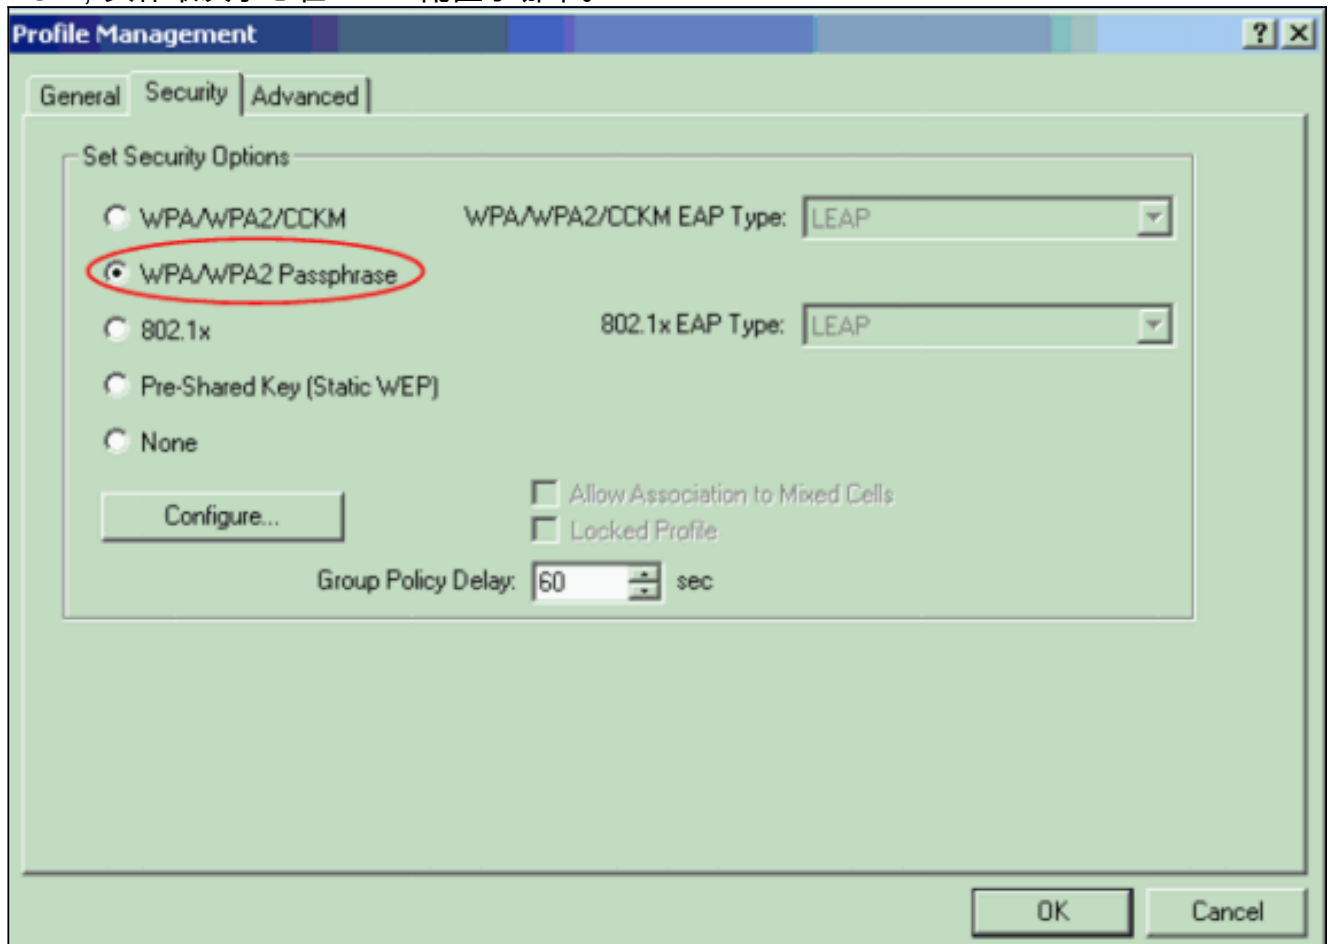 Profile Management
General Security Advanced
Set Security Options
WPA/WPA2/CCKM WPA/WPA2/CCKM EAP Type: LEAP
WPA/WPA2 Passphrase
802.1x 802.1x EAP Type: LEAP
Pre-Shared Key (Static WEP)
None
Configure... Allow Association to Mixed Cells
Locked Profile
Group Policy Delay: 60 sec
OK Cancel